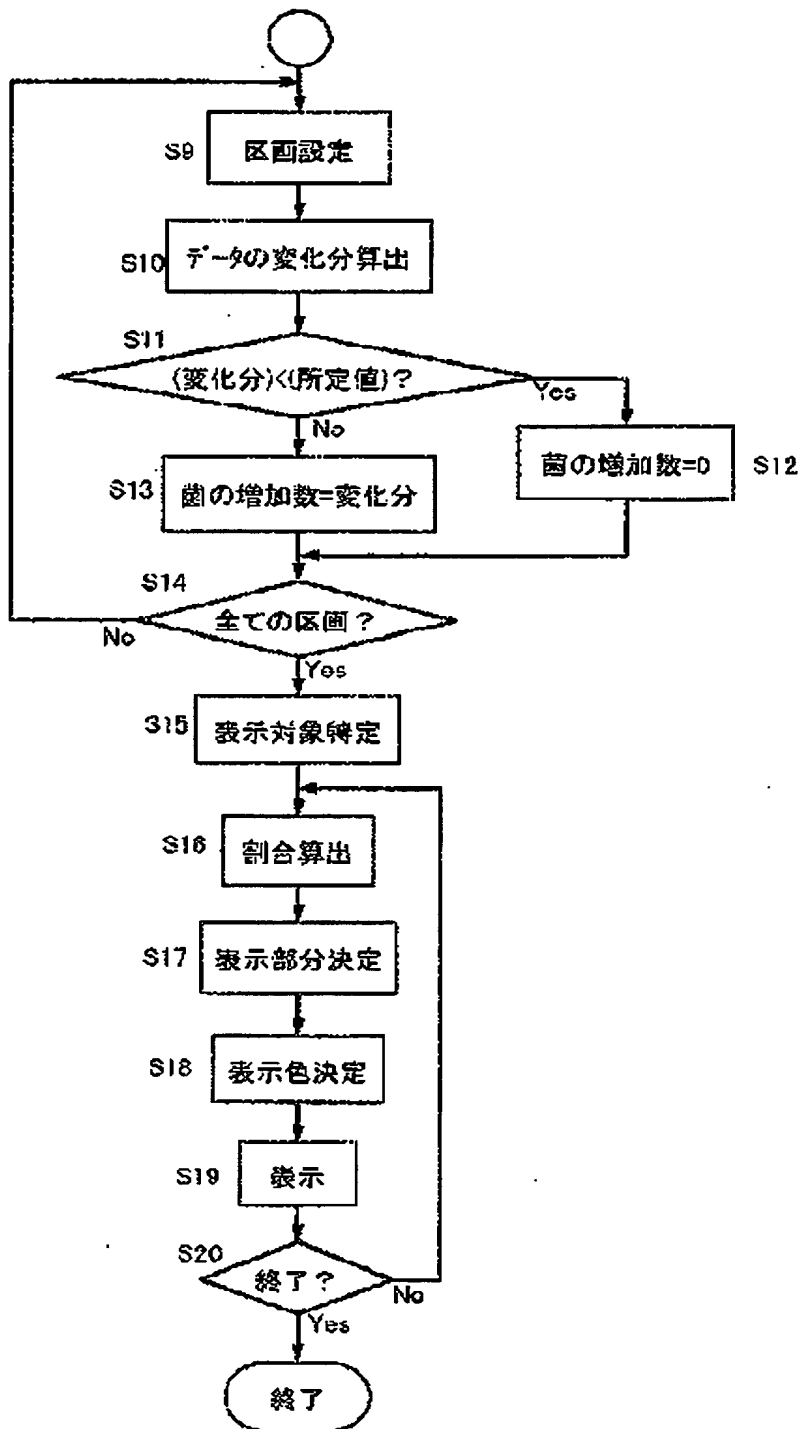 S9 区画設定
S10 データの変化分算出
S11
(変化分)<(所定値)?
Yes
No
菌の増加数=0 S12
S13 菌の増加数=変化分
S14
全ての区画?
No
Yes
S15 表示対象特定
S16 割合算出
S17 表示部分決定
S18 表示色決定
S19 表示
S20
終了?
No
Yes
終了